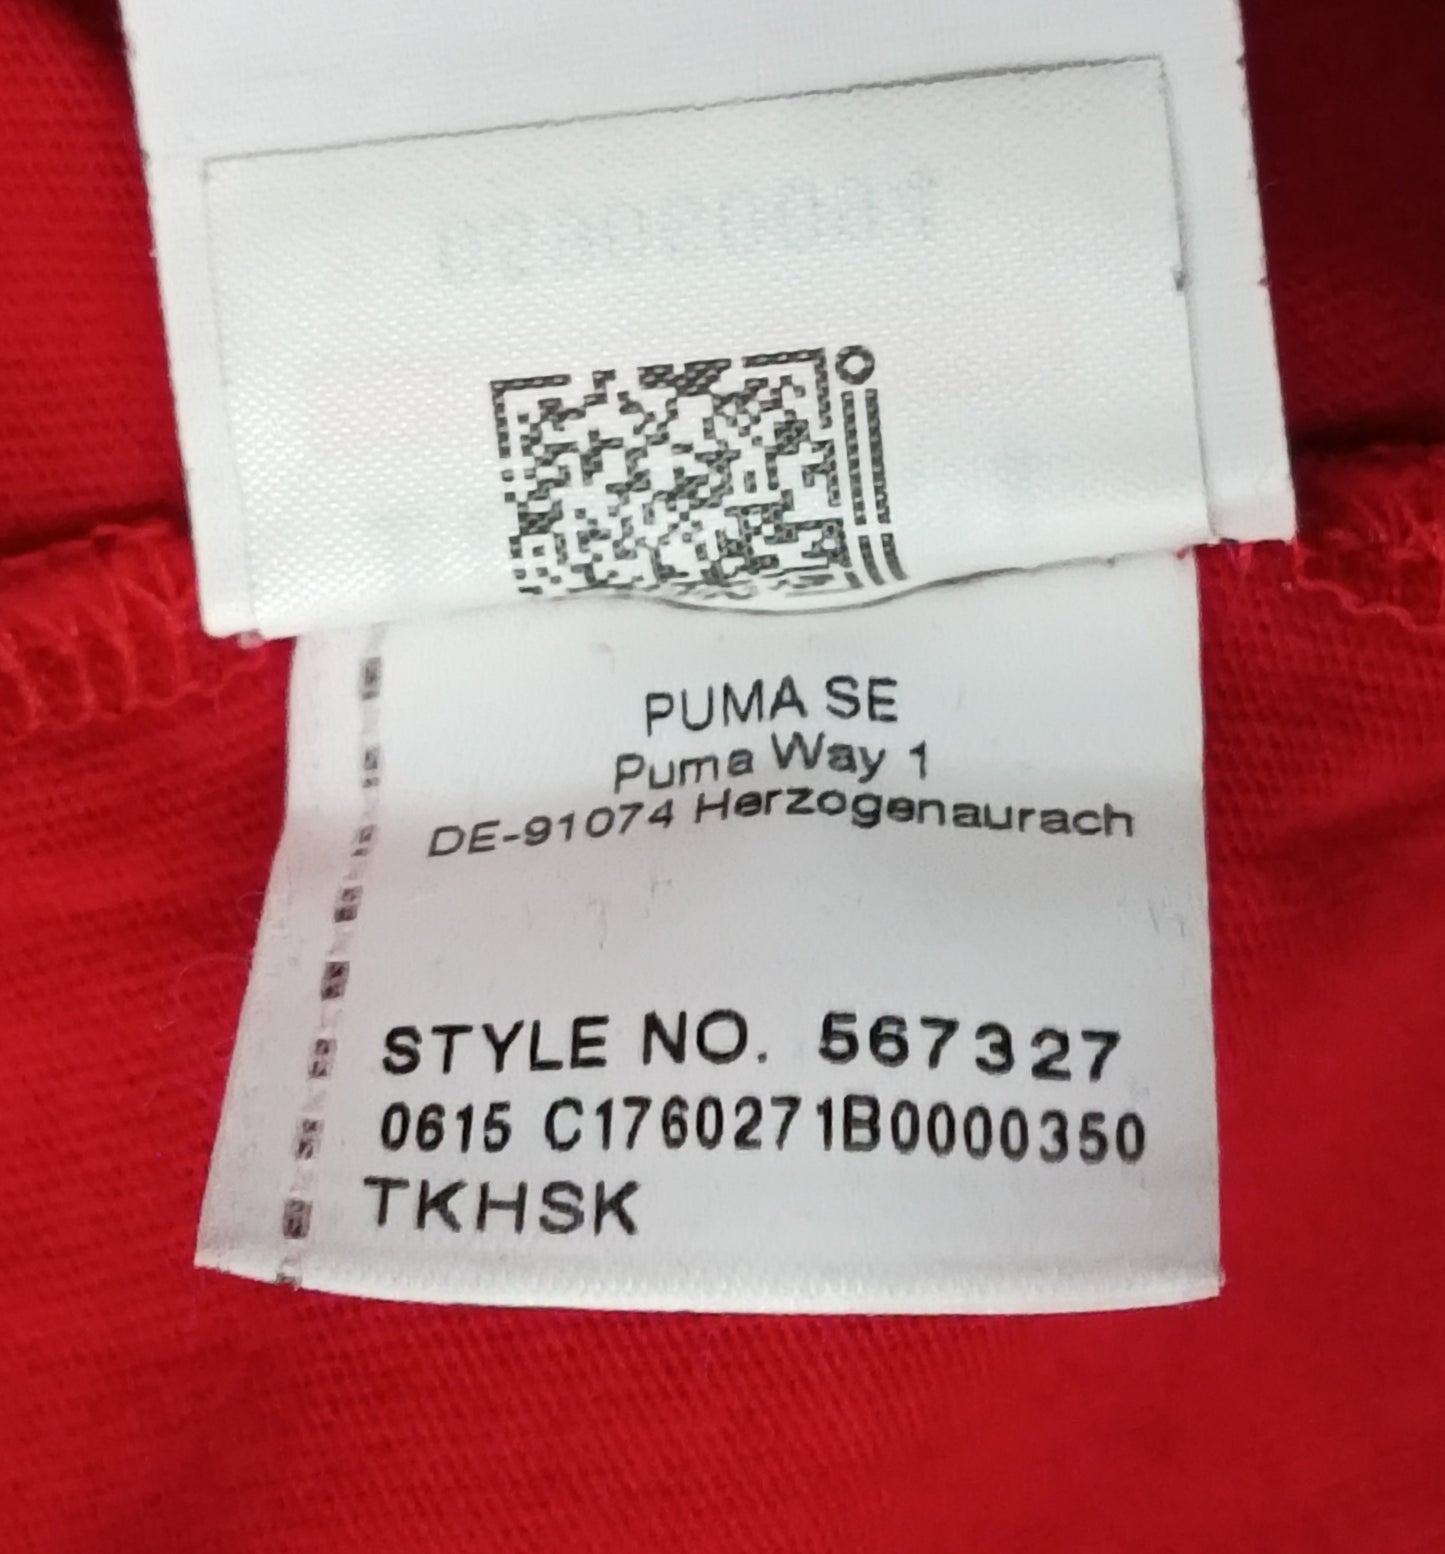 PUMA SE
Puma Way 1
DE-91074 Herzogenaurach
STYLE NO. 567327
0615 C1760271B0000350
TKHSK